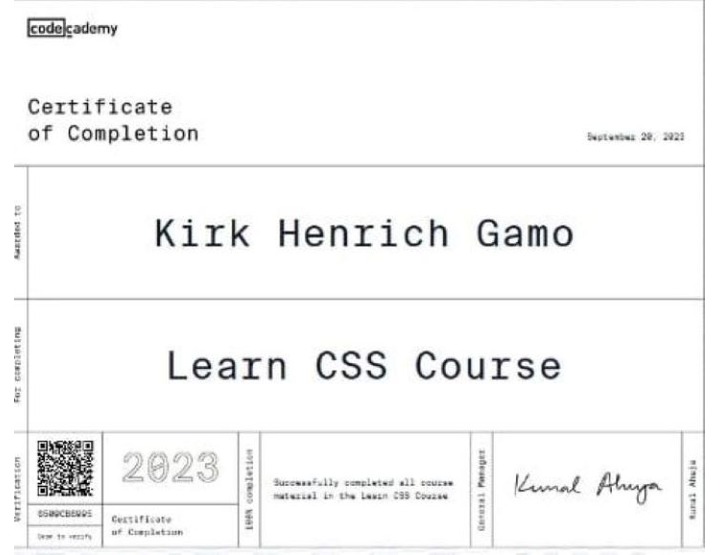 codecademy
Certificate
of Completion
September 20, 2023
Awarded to
Kirk Henrich Gamo
For completing
Learn CSS Course
Verification
Scan to verify
2023
Certificate
of Completion
100% completion
Successfully completed all course
material in the Learn CSS Course
General Manager
Kunal Ahuja
Kunal Ahuja